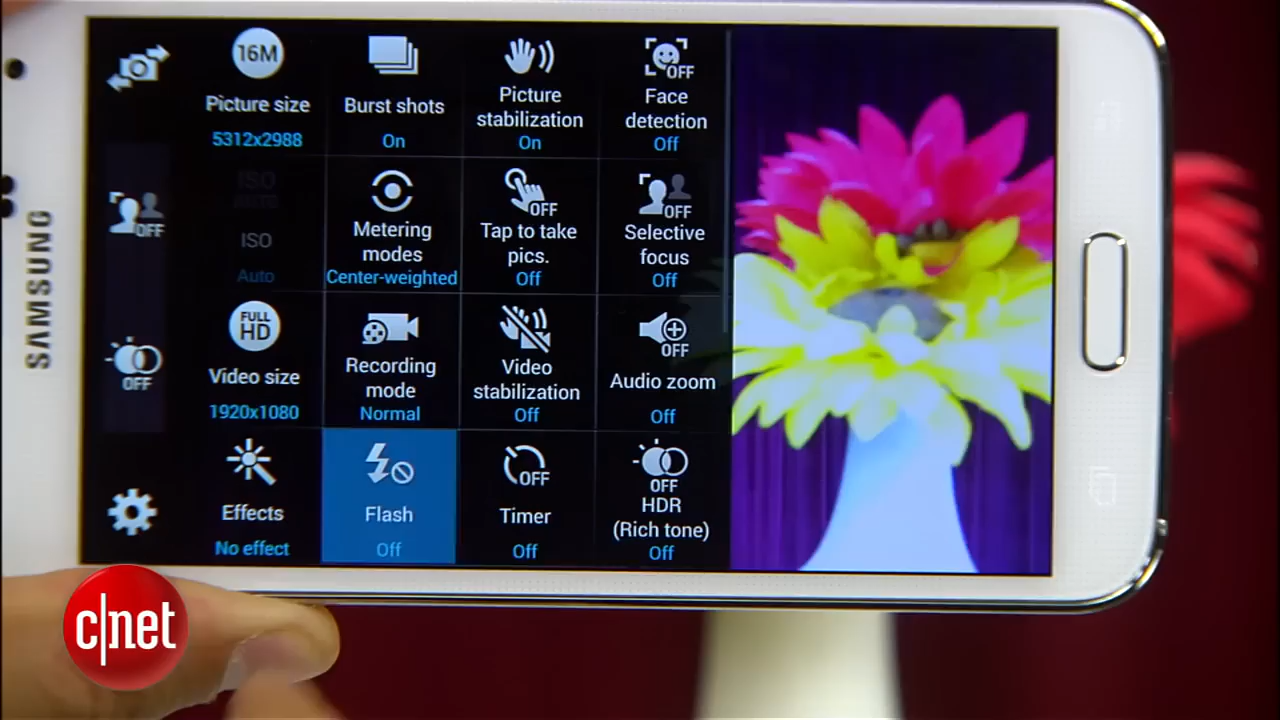 16M
Picture size
5312x2988
Burst shots
On
Picture
stabilization
On
OFF
Face
detection
Off
OFF
ISO
ISO
Auto
Metering
modes
Center-weighted
OFF
Tap to take
pics.
Off
OFF
Selective
focus
Off
FULL
HD
Video size
1920x1080
Recording
mode
Normal
Video
stabilization
Off
OFF
Audio zoom
Off
OFF
Effects
No effect
Flash
Off
OFF
Timer
Off
OFF
HDR
(Rich tone)
Off
SAMSUNG
c|net